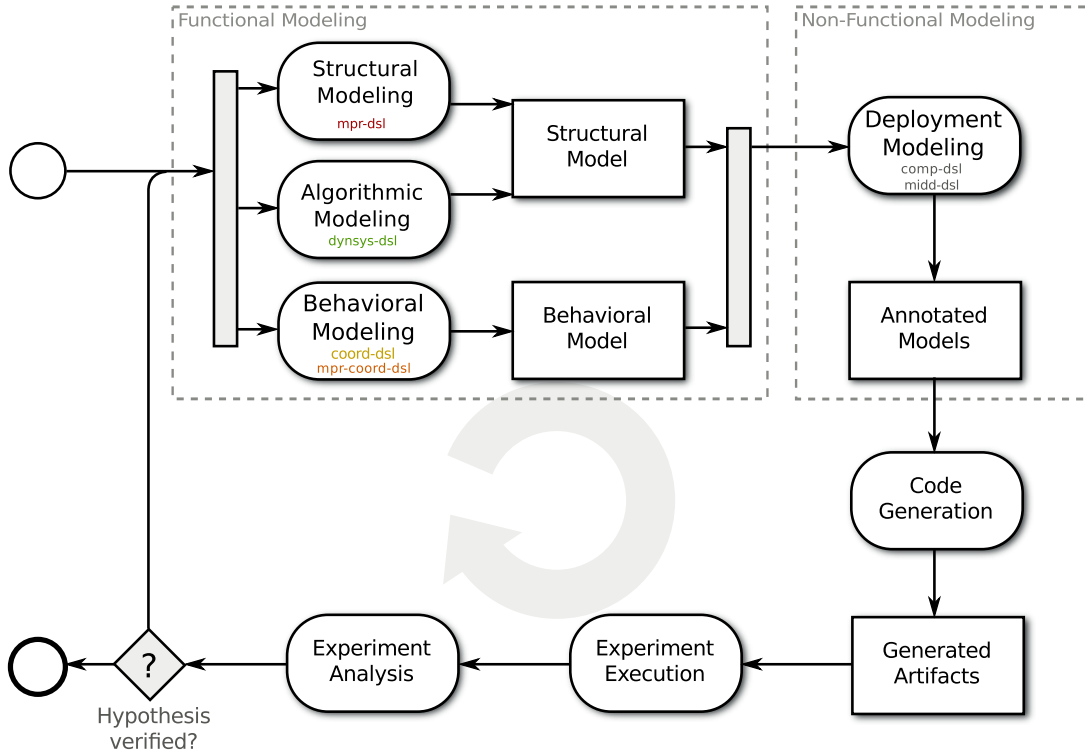 Functional Modeling
Non-Functional Modeling
Structural
Modeling
mpr-dsl
Structural
Model
Deployment
Modeling
comp-dsl
midd-dsl
Algorithmic
Modeling
dynsys-dsl
Behavioral
Modeling
coord-dsl
mpr-coord-dsl
Behavioral
Model
Annotated
Models
Code
Generation
Generated
Artifacts
Experiment
Execution
Experiment
Analysis
?
Hypothesis
verified?